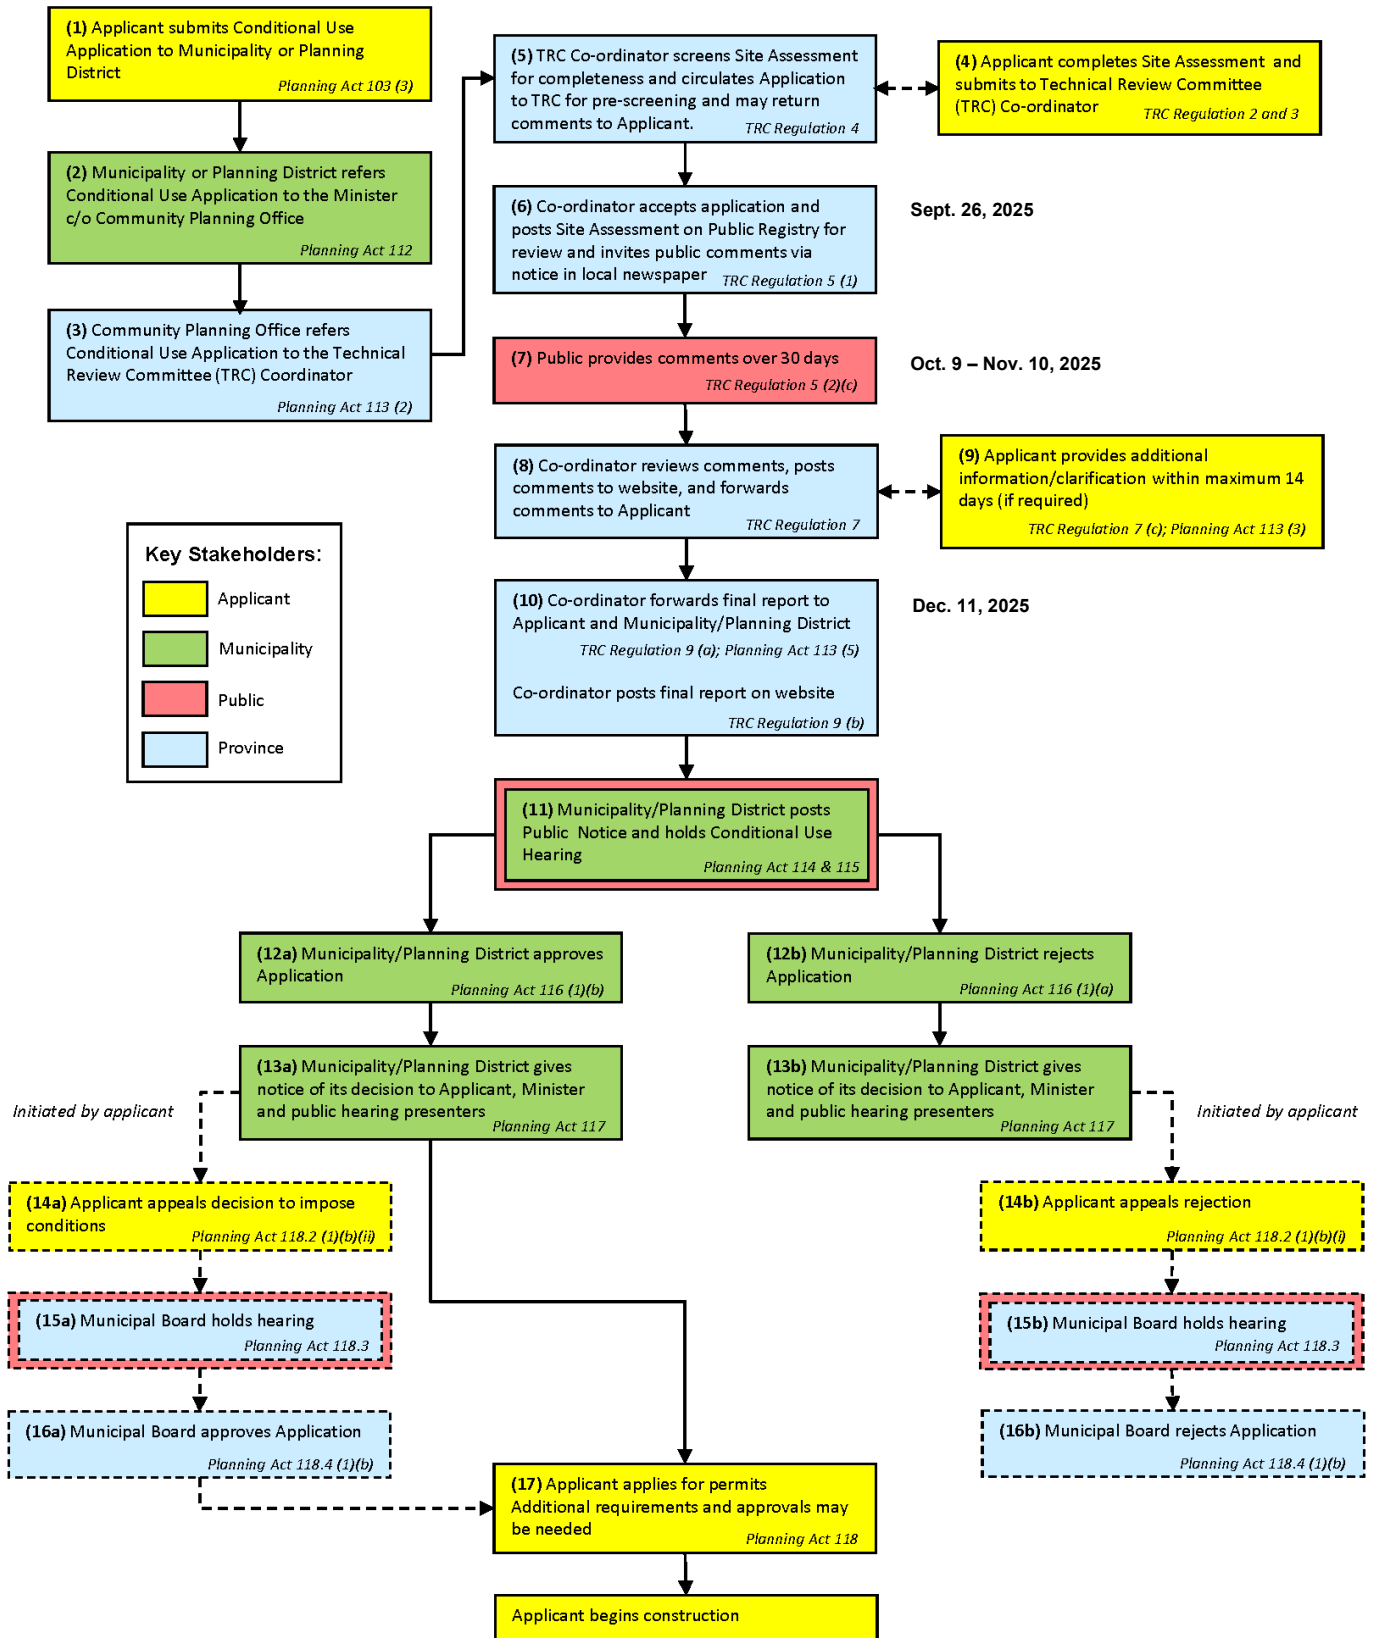 (1) Applicant submits Conditional Use
Application to Municipality or Planning
District
Planning Act 103 (3)
(2) Municipality or Planning District refers
Conditional Use Application to the Minister
c/o Community Planning Office
Planning Act 112
(3) Community Planning Office refers
Conditional Use Application to the Technical
Review Committee (TRC) Coordinator
Planning Act 113 (2)
(5) TRC Co-ordinator screens Site Assessment
for completeness and circulates Application
to TRC for pre-screening and may return
comments to Applicant.
TRC Regulation 4
(4) Applicant completes Site Assessment and
submits to Technical Review Committee
(TRC) Co-ordinator
TRC Regulation 2 and 3
(6) Co-ordinator accepts application and
posts Site Assessment on Public Registry for
review and invites public comments via
notice in local newspaper
TRC Regulation 5 (1)
Sept. 26, 2025
(7) Public provides comments over 30 days
TRC Regulation 5 (2)(c)
Oct. 9 – Nov. 10, 2025
(8) Co-ordinator reviews comments, posts
comments to website, and forwards
comments to Applicant
TRC Regulation 7
(9) Applicant provides additional
information/clarification within maximum 14
days (if required)
TRC Regulation 7 (c); Planning Act 113 (3)
Key Stakeholders:
Applicant
Municipality
Public
Province
(10) Co-ordinator forwards final report to
Applicant and Municipality/Planning District
TRC Regulation 9 (a); Planning Act 113 (5)
Co-ordinator posts final report on website
TRC Regulation 9 (b)
Dec. 11, 2025
(11) Municipality/Planning District posts
Public Notice and holds Conditional Use
Hearing
Planning Act 114 & 115
(12a) Municipality/Planning District approves
Application
Planning Act 116 (1)(b)
(12b) Municipality/Planning District rejects
Application
Planning Act 116 (1)(a)
(13a) Municipality/Planning District gives
notice of its decision to Applicant, Minister
and public hearing presenters
Planning Act 117
(13b) Municipality/Planning District gives
notice of its decision to Applicant, Minister
and public hearing presenters
Planning Act 117
Initiated by applicant
Initiated by applicant
(14a) Applicant appeals decision to impose
conditions
Planning Act 118.2 (1)(b)(ii)
(14b) Applicant appeals rejection
Planning Act 118.2 (1)(b)(i)
(15a) Municipal Board holds hearing
Planning Act 118.3
(15b) Municipal Board holds hearing
Planning Act 118.3
(16a) Municipal Board approves Application
Planning Act 118.4 (1)(b)
(16b) Municipal Board rejects Application
Planning Act 118.4 (1)(b)
(17) Applicant applies for permits
Additional requirements and approvals may
be needed
Planning Act 118
Applicant begins construction